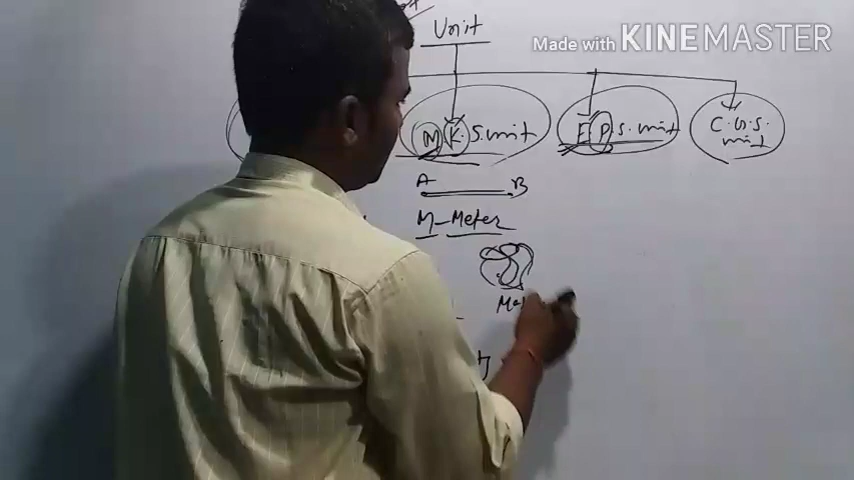 Made with KINEMASTER
Unit
M K. S. unit
F P S. unit
C. G. S. unit
A B
M - Meter